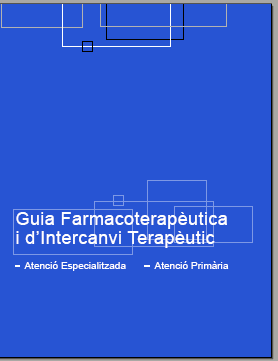 Guia Farmacoterapèutica
i d'Intercanvi Terapèutic
– Atenció Especialitzada – Atenció Primària